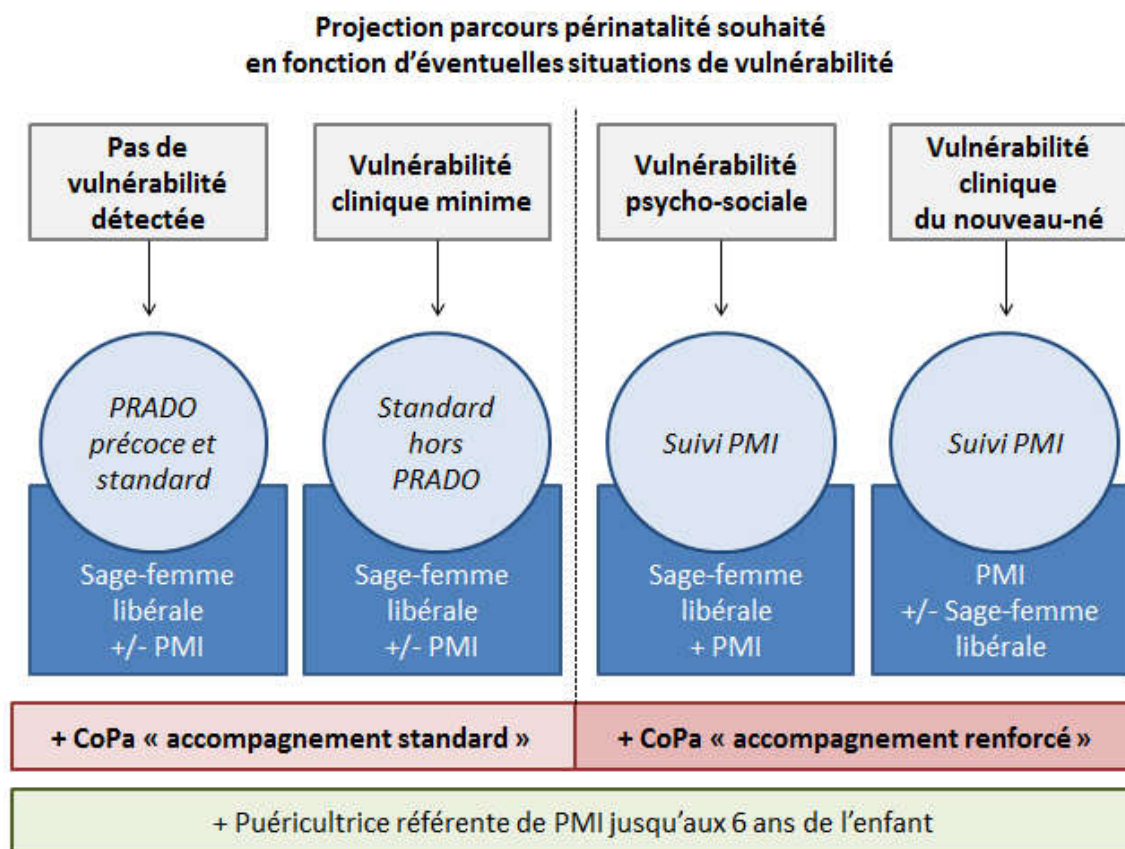 Projection parcours périnatalité souhaité
en fonction d'éventuelles situations de vulnérabilité
Pas de
vulnérabilité
détectée
Vulnérabilité
clinique minime
Vulnérabilité
psycho-sociale
Vulnérabilité
clinique
du nouveau-né
PRADO
précoce et
standard
Standard
hors
PRADO
Suivi PMI
Suivi PMI
Sage-femme
libérale
+/- PMI
Sage-femme
libérale
+/- PMI
Sage-femme
libérale
+ PMI
PMI
+/- Sage-femme
libérale
+ CoPa « accompagnement standard »
+ CoPa « accompagnement renforcé »
+ Puéricultrice référente de PMI jusqu'aux 6 ans de l'enfant